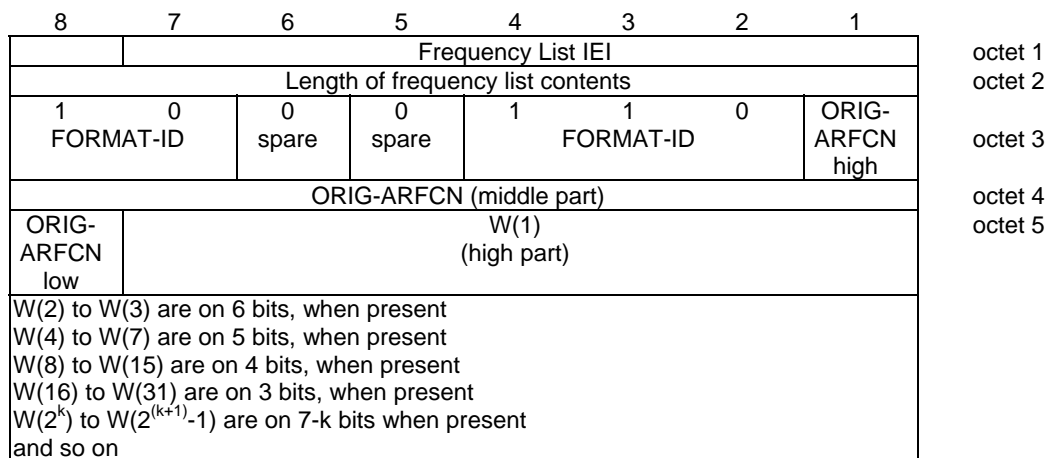 8 7 6 5 4 3 2 1
Frequency List IEI octet 1
Length of frequency list contents octet 2
1 0 0 0 1 1 0 ORIG-
FORMAT-ID spare spare FORMAT-ID ARFCN octet 3
high
ORIG-ARFCN (middle part) octet 4
ORIG- W(1) octet 5
ARFCN (high part)
low
W(2) to W(3) are on 6 bits, when present
W(4) to W(7) are on 5 bits, when present
W(8) to W(15) are on 4 bits, when present
W(16) to W(31) are on 3 bits, when present
W(2^k) to W(2^(k+1)-1) are on 7-k bits when present
and so on